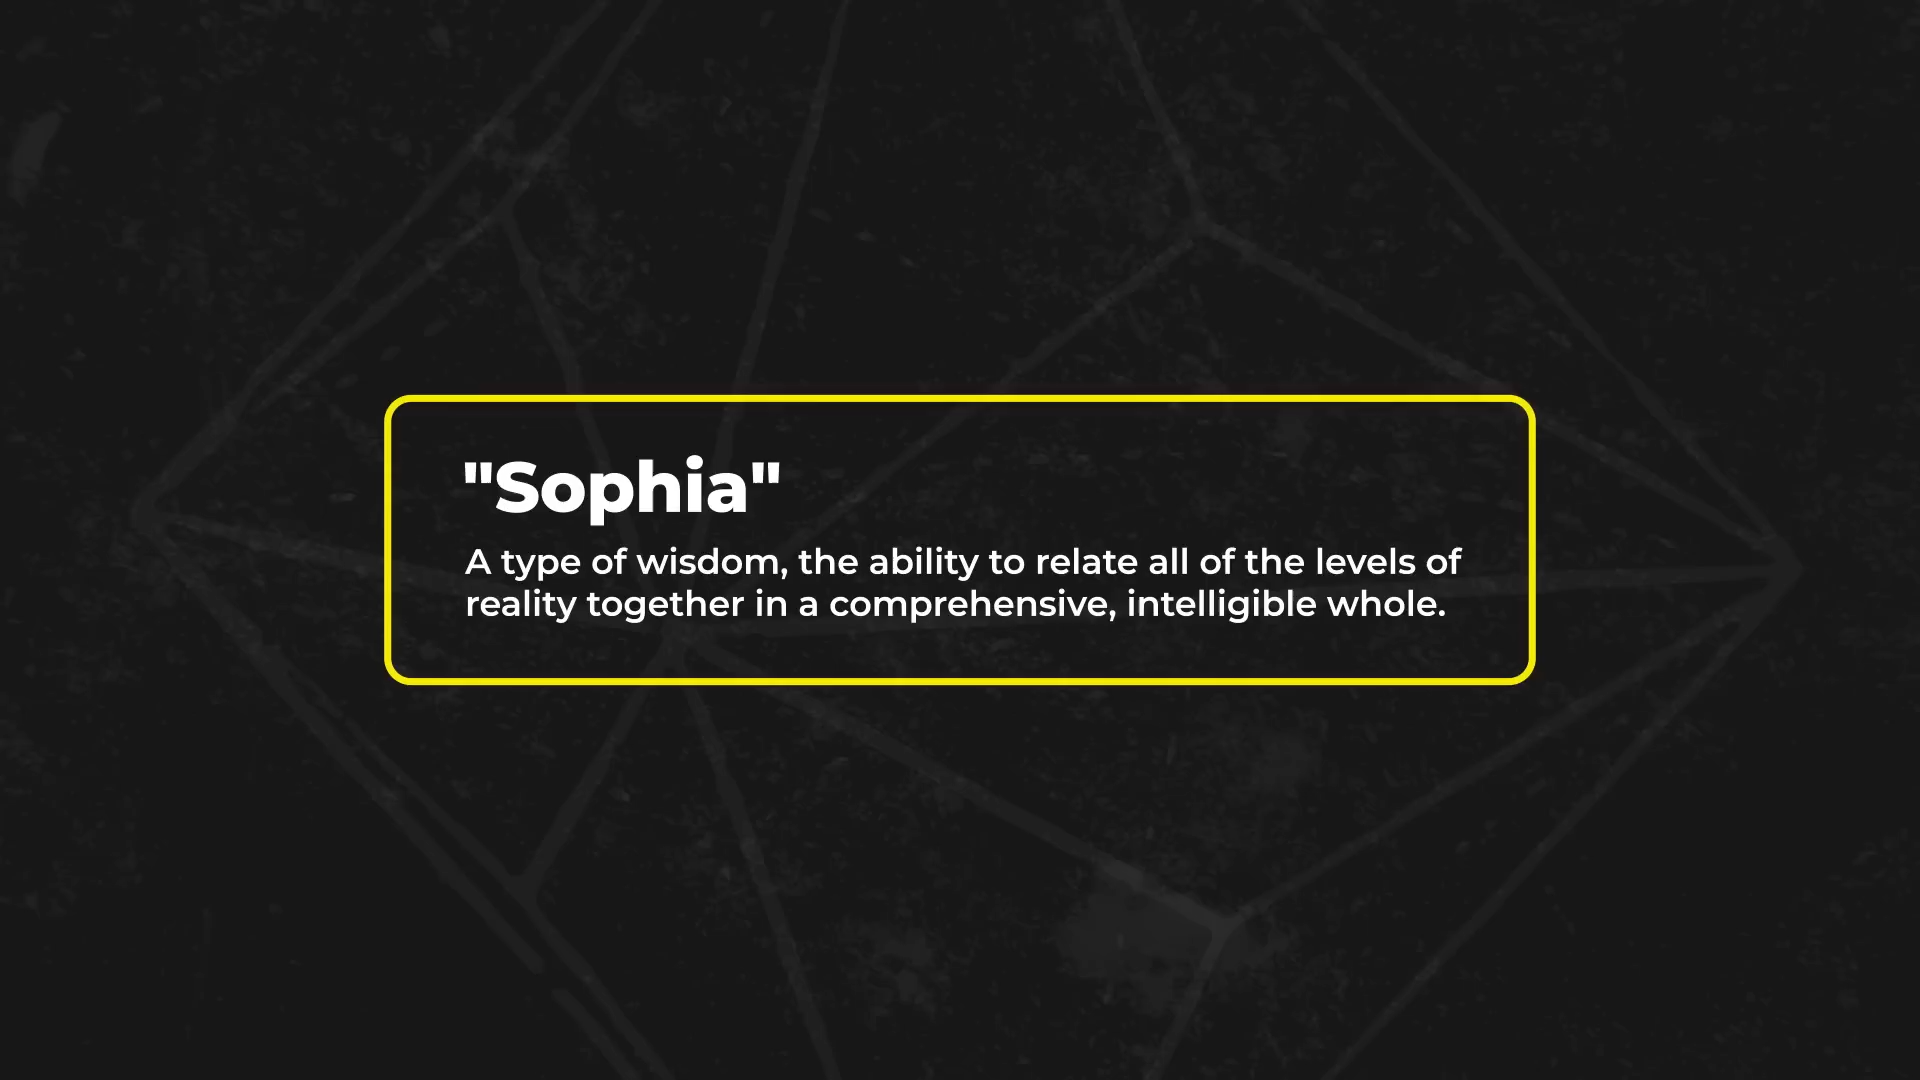 "Sophia"
A type of wisdom, the ability to relate all of the levels of
reality together in a comprehensive, intelligible whole.